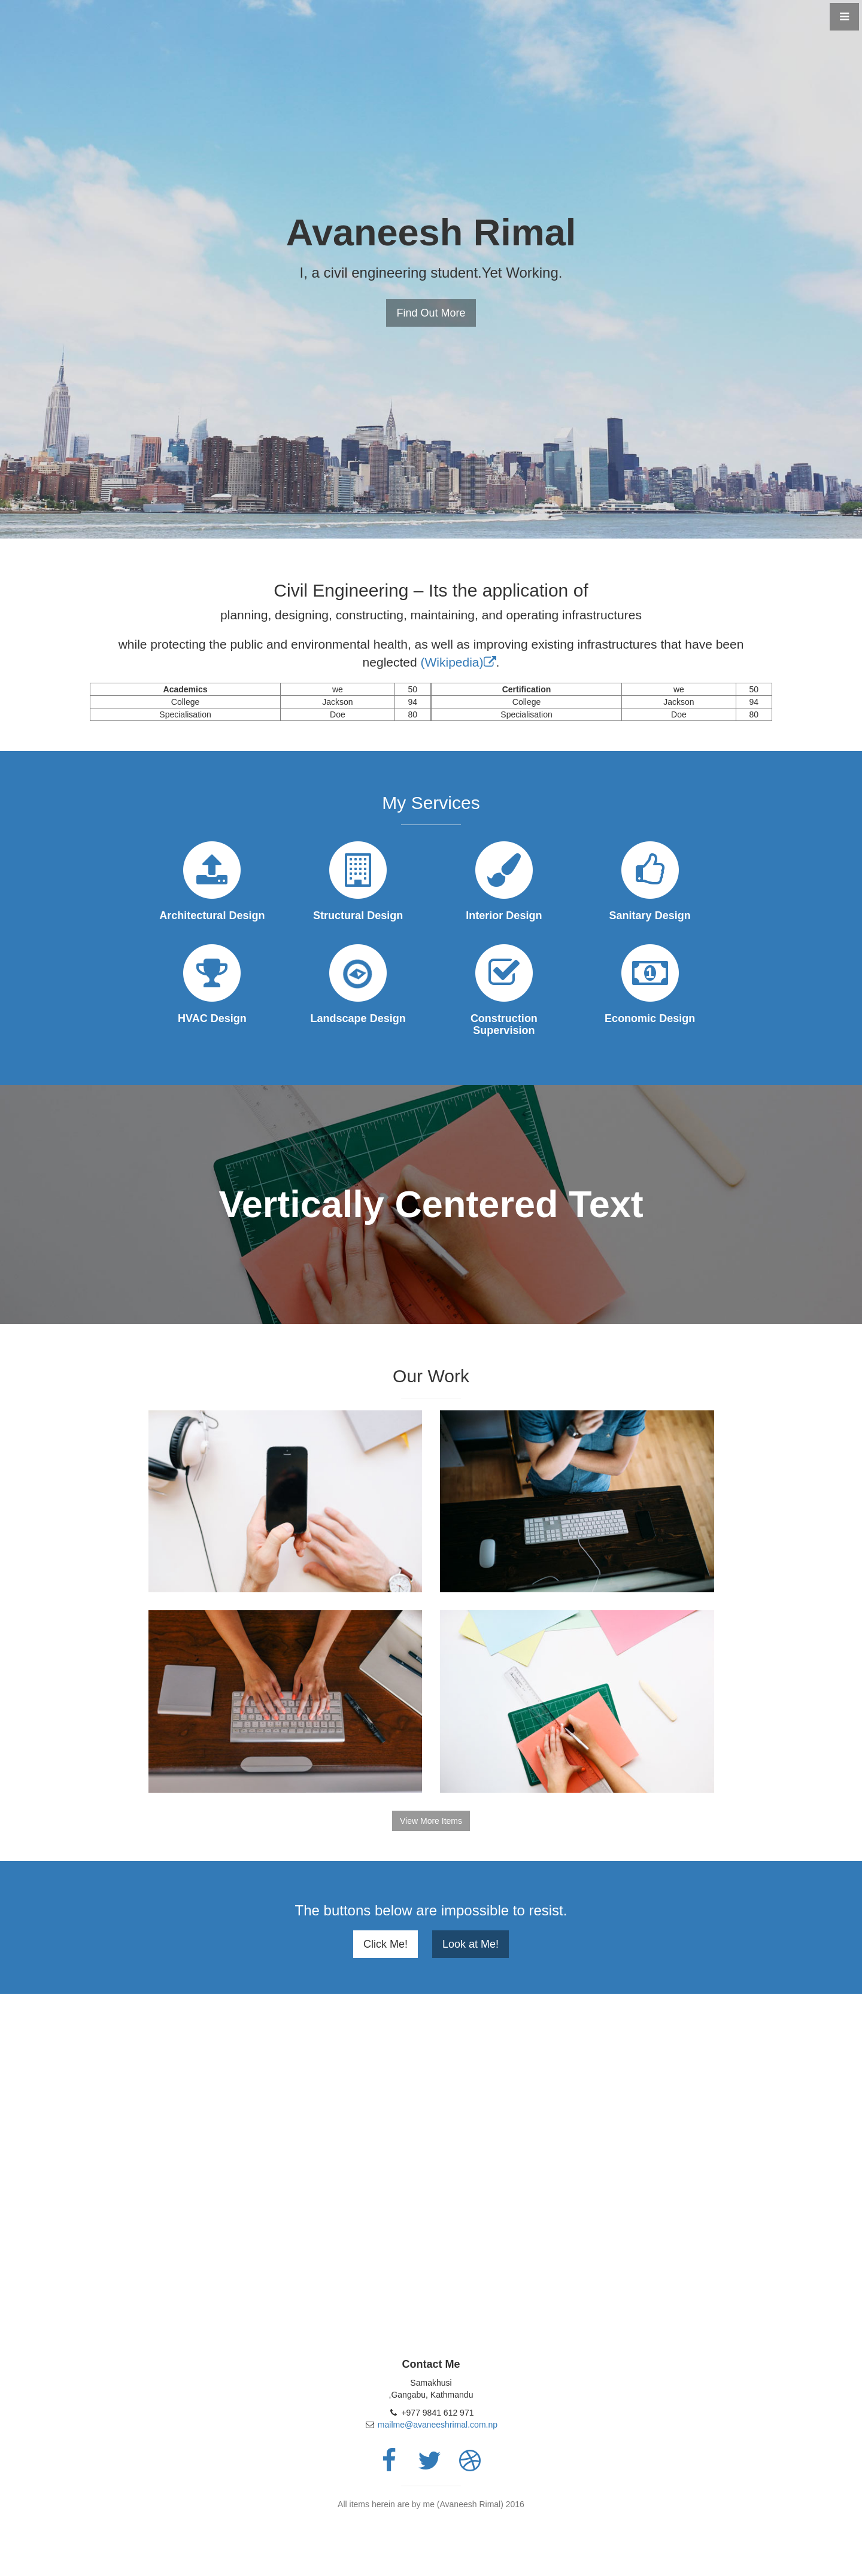 Avaneesh Rimal
I, a civil engineering student.Yet Working.
Find Out More
Civil Engineering – Its the application of
planning, designing, constructing, maintaining, and operating infrastructures
while protecting the public and environmental health, as well as improving existing infrastructures that have been
neglected (Wikipedia).
Academics we 50 Certification we 50
College Jackson 94 College Jackson 94
Specialisation Doe 80 Specialisation Doe 80
My Services
Architectural Design Structural Design Interior Design Sanitary Design
HVAC Design Landscape Design Construction Economic Design
Supervision
Vertically Centered Text
Our Work
View More Items
The buttons below are impossible to resist.
Click Me! Look at Me!
Contact Me
Samakhusi
,Gangabu, Kathmandu
+977 9841 612 971
mailme@avaneeshrimal.com.np
All items herein are by me (Avaneesh Rimal) 2016